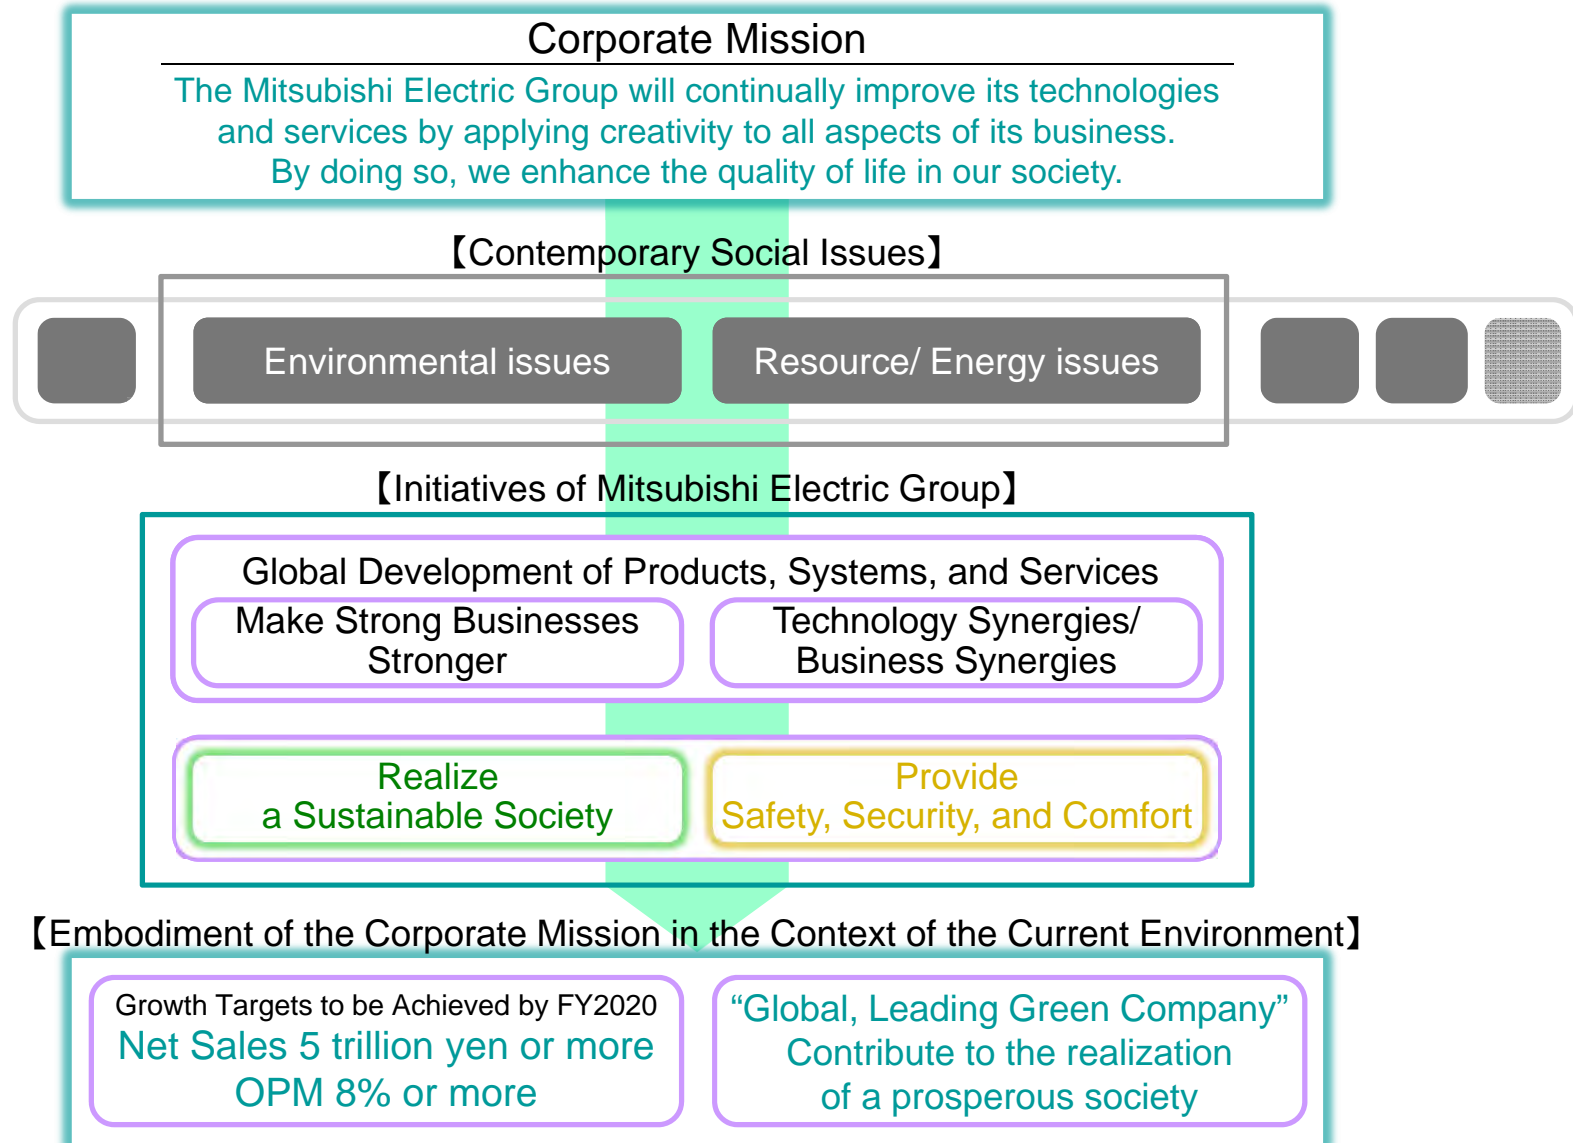 Corporate Mission
The Mitsubishi Electric Group will continually improve its technologies
and services by applying creativity to all aspects of its business.
By doing so, we enhance the quality of life in our society.
【Contemporary Social Issues】
Environmental issues
Resource/ Energy issues
【Initiatives of Mitsubishi Electric Group】
Global Development of Products, Systems, and Services
Make Strong Businesses
Stronger
Technology Synergies/
Business Synergies
Realize
a Sustainable Society
Provide
Safety, Security, and Comfort
【Embodiment of the Corporate Mission in the Context of the Current Environment】
Growth Targets to be Achieved by FY2020
Net Sales 5 trillion yen or more
OPM 8% or more
“Global, Leading Green Company”
Contribute to the realization
of a prosperous society